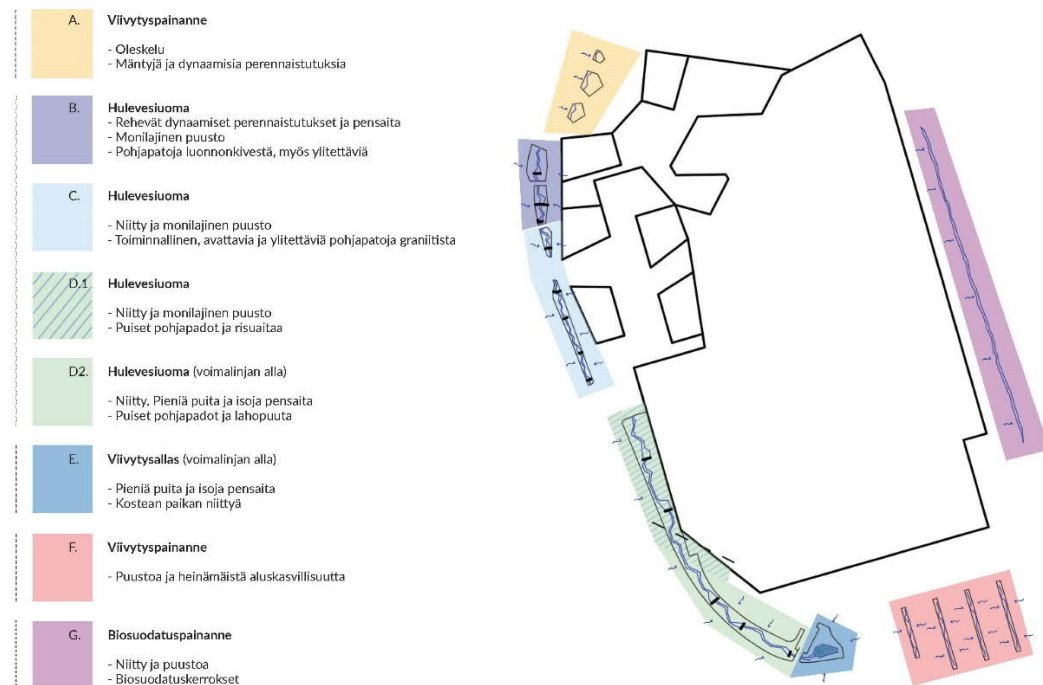 A. Viivytyspainanne
- Oleskelu
- Mäntyjä ja dynaamisia perennaistutuksia
B. Hulevesiuoma
- Rehevät dynaamiset perennaistutukset ja pensaita
- Monilajinen puusto
- Pohjapatoja luonnonkivestä, myös ylitettäviä
C. Hulevesiuoma
- Niitty ja monilajinen puusto
- Toiminnallinen, avattavia ja ylitettäviä pohjapatoja graniitista
D.1 Hulevesiuoma
- Niitty ja monilajinen puusto
- Puiset pohjapadot ja risuaitaa
D2. Hulevesiuoma (voimalinjan alla)
- Niitty, Pieniä puita ja isoja pensaita
- Puiset pohjapadot ja lahopuuta
E. Viivytysallas (voimalinjan alla)
- Pieniä puita ja isoja pensaita
- Kostean paikan niittyä
F. Viivytyspainanne
- Puustoa ja heinämäistä aluskasvillisuutta
G. Biosuodatuspainanne
- Niitty ja puustoa
- Biosuodatuskerrokset